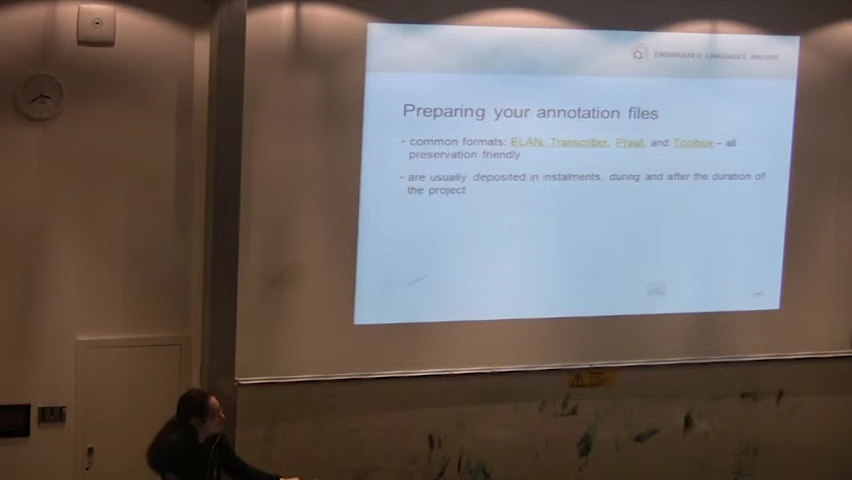 ENDANGERED LANGUAGES ARCHIVE
Preparing your annotation files
- common formats: ELAN, Transcriber, Praat, and Toolbox – all
preservation friendly
- are usually deposited in instalments, during and after the duration of
the project